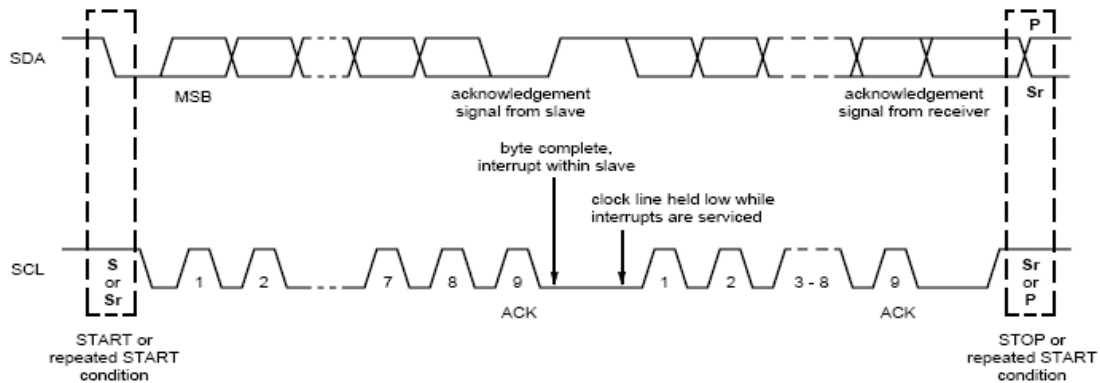 P
SDA
MSB
acknowledgement
signal from slave
acknowledgement
signal from receiver
Sr
byte complete,
interrupt within slave
clock line held low while
interrupts are serviced
SCL
S
or
Sr
1
2
7
8
9
1
2
3 - 8
9
Sr
or
P
ACK
ACK
START or
repeated START
condition
STOP or
repeated START
condition